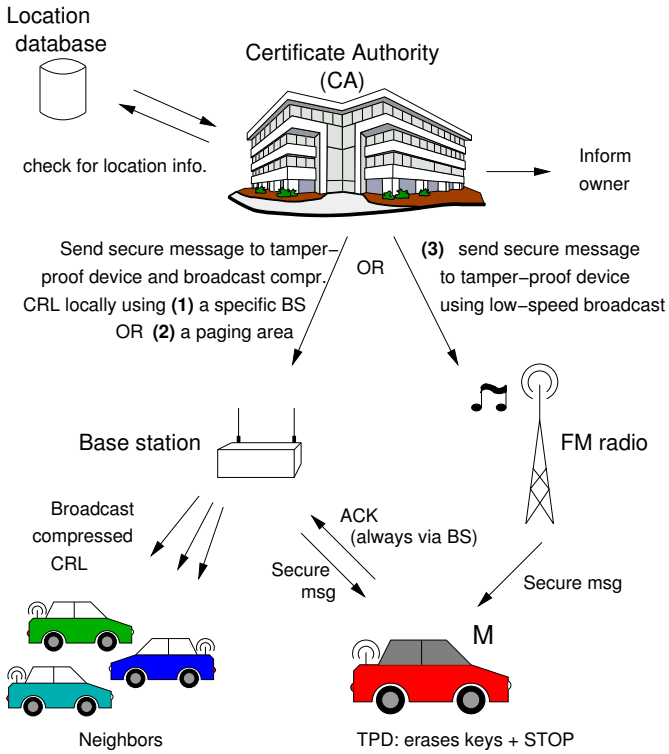 Location
database
Certificate Authority
(CA)
check for location info.
Inform
owner
Send secure message to tamper−
proof device and broadcast compr.
CRL locally using (1) a specific BS
OR (2) a paging area
OR
(3) send secure message
to tamper−proof device
using low−speed broadcast
Base station
FM radio
Broadcast
compressed
CRL
ACK
(always via BS)
Secure
msg
Secure msg
M
Neighbors
TPD: erases keys + STOP